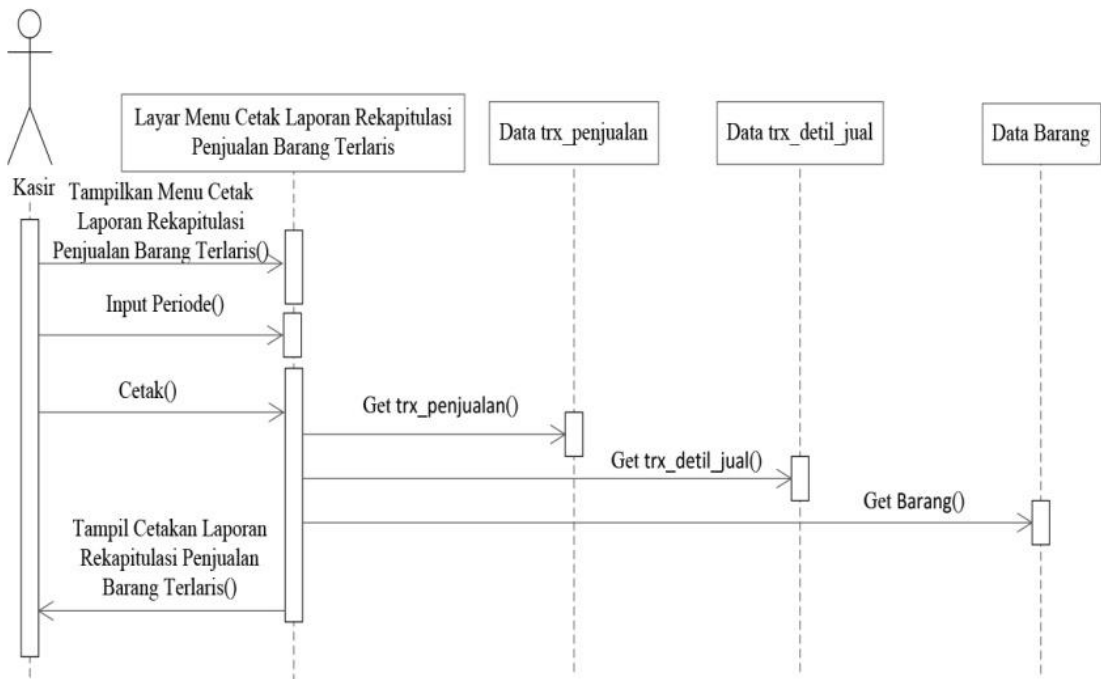 Layar Menu Cetak Laporan Rekapitulasi
Penjualan Barang Terlaris
Data trx_penjualan
Data trx_detil_jual
Data Barang
Kasir
Tampilkan Menu Cetak
Laporan Rekapitulasi
Penjualan Barang Terlaris()
Input Periode()
Cetak()
Get trx_penjualan()
Get trx_detil_jual()
Get Barang()
Tampil Cetakan Laporan
Rekapitulasi Penjualan
Barang Terlaris()